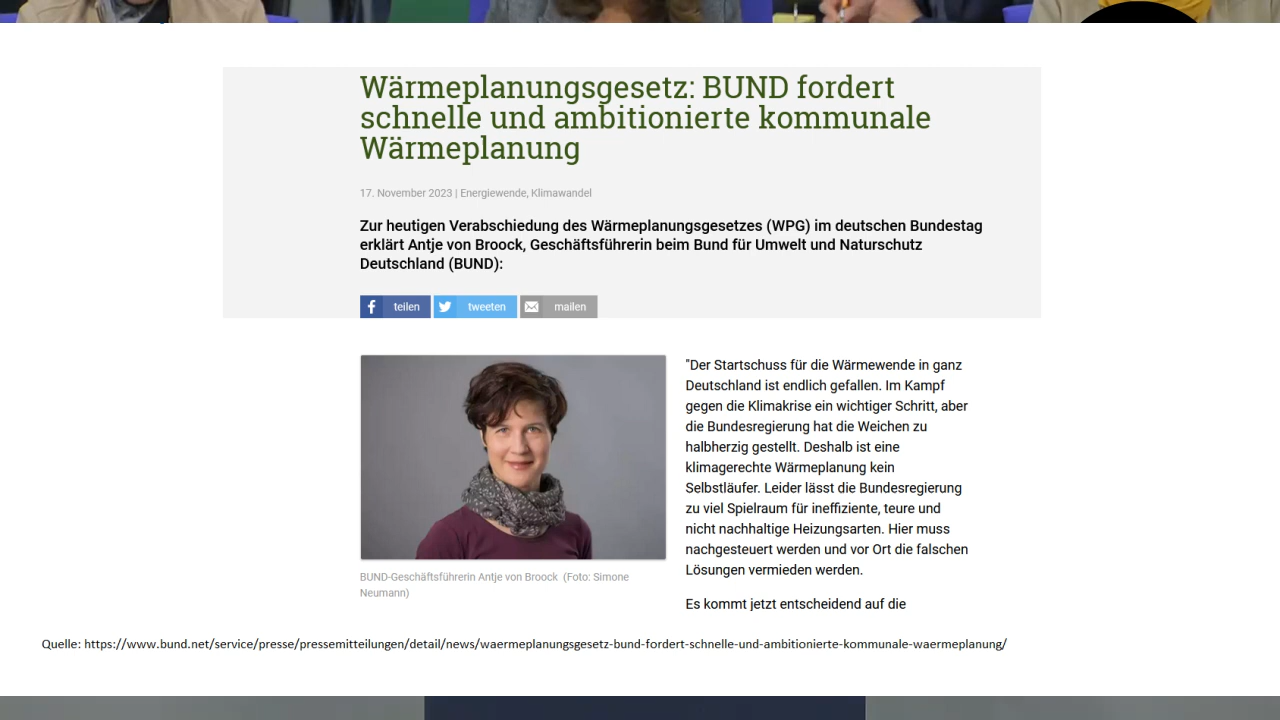 Wärmeplanungsgesetz: BUND fordert
schnelle und ambitionierte kommunale
Wärmeplanung
17. November 2023 | Energiewende, Klimawandel
Zur heutigen Verabschiedung des Wärmeplanungsgesetzes (WPG) im deutschen Bundestag
erklärt Antje von Broock, Geschäftsführerin beim Bund für Umwelt und Naturschutz
Deutschland (BUND):
teilen
tweeten
mailen
BUND-Geschäftsführerin Antje von Broock (Foto: Simone
Neumann)
"Der Startschuss für die Wärmewende in ganz
Deutschland ist endlich gefallen. Im Kampf
gegen die Klimakrise ein wichtiger Schritt, aber
die Bundesregierung hat die Weichen zu
halbherzig gestellt. Deshalb ist eine
klimagerechte Wärmeplanung kein
Selbstläufer. Leider lässt die Bundesregierung
zu viel Spielraum für ineffiziente, teure und
nicht nachhaltige Heizungsarten. Hier muss
nachgesteuert werden und vor Ort die falschen
Lösungen vermieden werden.
Es kommt jetzt entscheidend auf die
Quelle: https://www.bund.net/service/presse/pressemitteilungen/detail/news/waermeplanungsgesetz-bund-fordert-schnelle-und-ambitionierte-kommunale-waermeplanung/